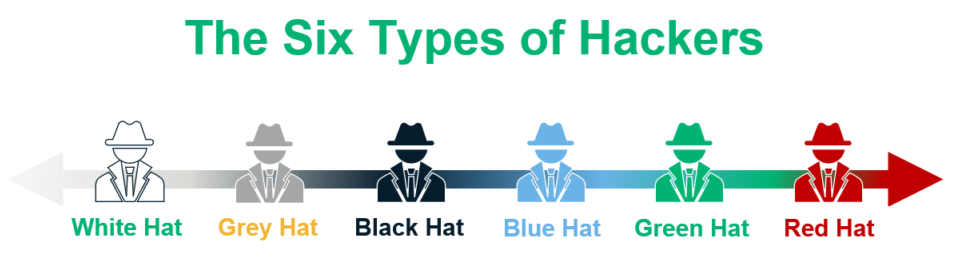 The Six Types of Hackers
White Hat Grey Hat Black Hat Blue Hat Green Hat Red Hat